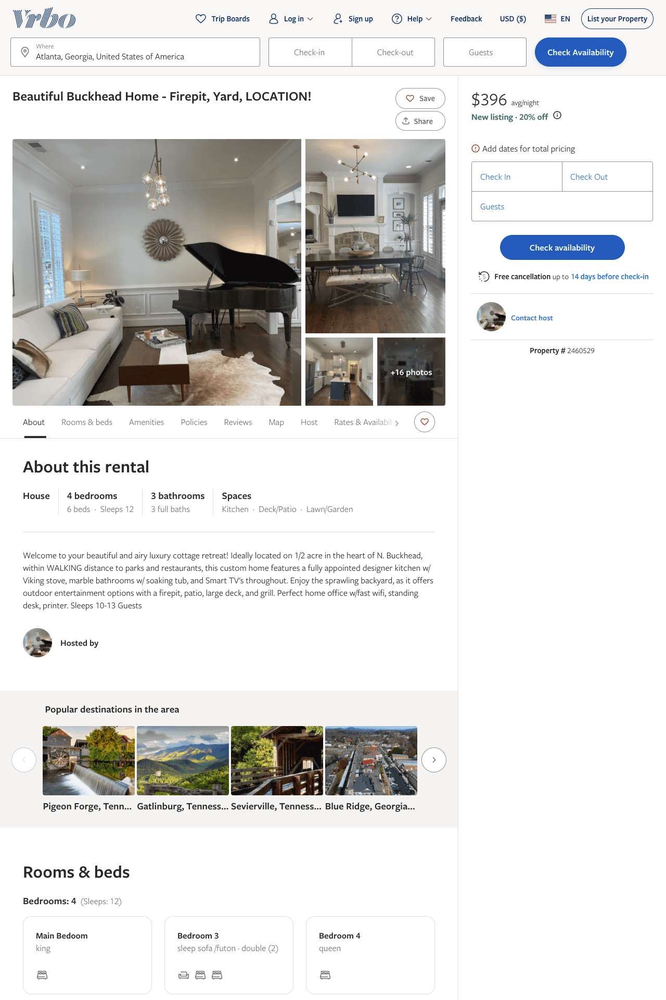 Vrbo
Trip Boards
Log in
Sign up
Help
Feedback
USD ($)
EN
List your Property
Where
Atlanta, Georgia, United States of America
Check-in
Check-out
Guests
Check Availability
Beautiful Buckhead Home - Firepit, Yard, LOCATION!
Save
Share
+16 photos
$396 avg/night
New listing · 20% off
Add dates for total pricing
Check In
Check Out
Guests
Check availability
Free cancellation up to 14 days before check-in
Contact host
Property # 2460529
About
Rooms & beds
Amenities
Policies
Reviews
Map
Host
Rates & Availabili
About this rental
House
4 bedrooms
6 beds · Sleeps 12
3 bathrooms
3 full baths
Spaces
Kitchen · Deck/Patio · Lawn/Garden
Welcome to your beautiful and airy luxury cottage retreat! Ideally located on 1/2 acre in the heart of N. Buckhead,
within WALKING distance to parks and restaurants, this custom home features a fully appointed designer kitchen w/
Viking stove, marble bathrooms w/ soaking tub, and Smart TV's throughout. Enjoy the sprawling backyard, as it offers
outdoor entertainment options with a firepit, patio, large deck, and grill. Perfect home office w/fast wifi, standing
desk, printer. Sleeps 10-13 Guests
Hosted by
Popular destinations in the area
Pigeon Forge, Tenn...
Gatlinburg, Tenness...
Sevierville, Tenness...
Blue Ridge, Georgia...
Rooms & beds
Bedrooms: 4 (Sleeps: 12)
Main Bedoom
king
Bedroom 3
sleep sofa /futon · double (2)
Bedroom 4
queen